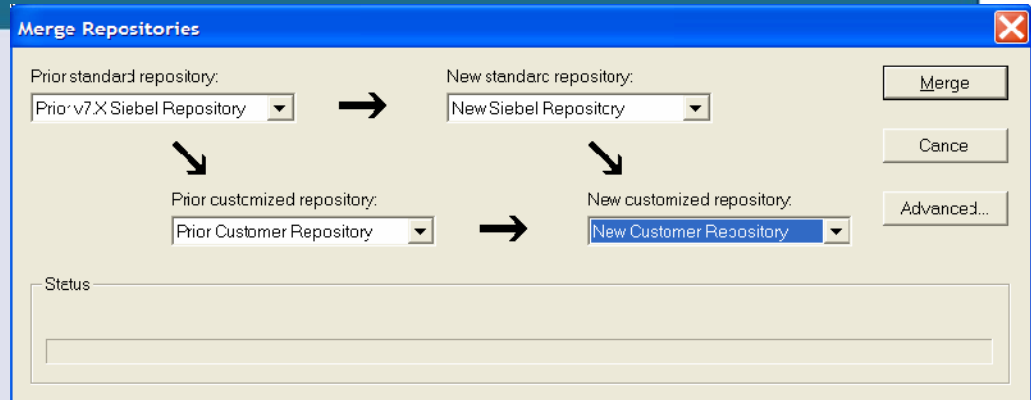 Merge Repositories
Prior standard repository:
New standard repository:
Merge
Prior v7.X Siebel Repository
New Siebel Repository
Cance
Prior customized repository:
New customized repository:
Advanced...
Prior Customer Repository
New Customer Repository
Status